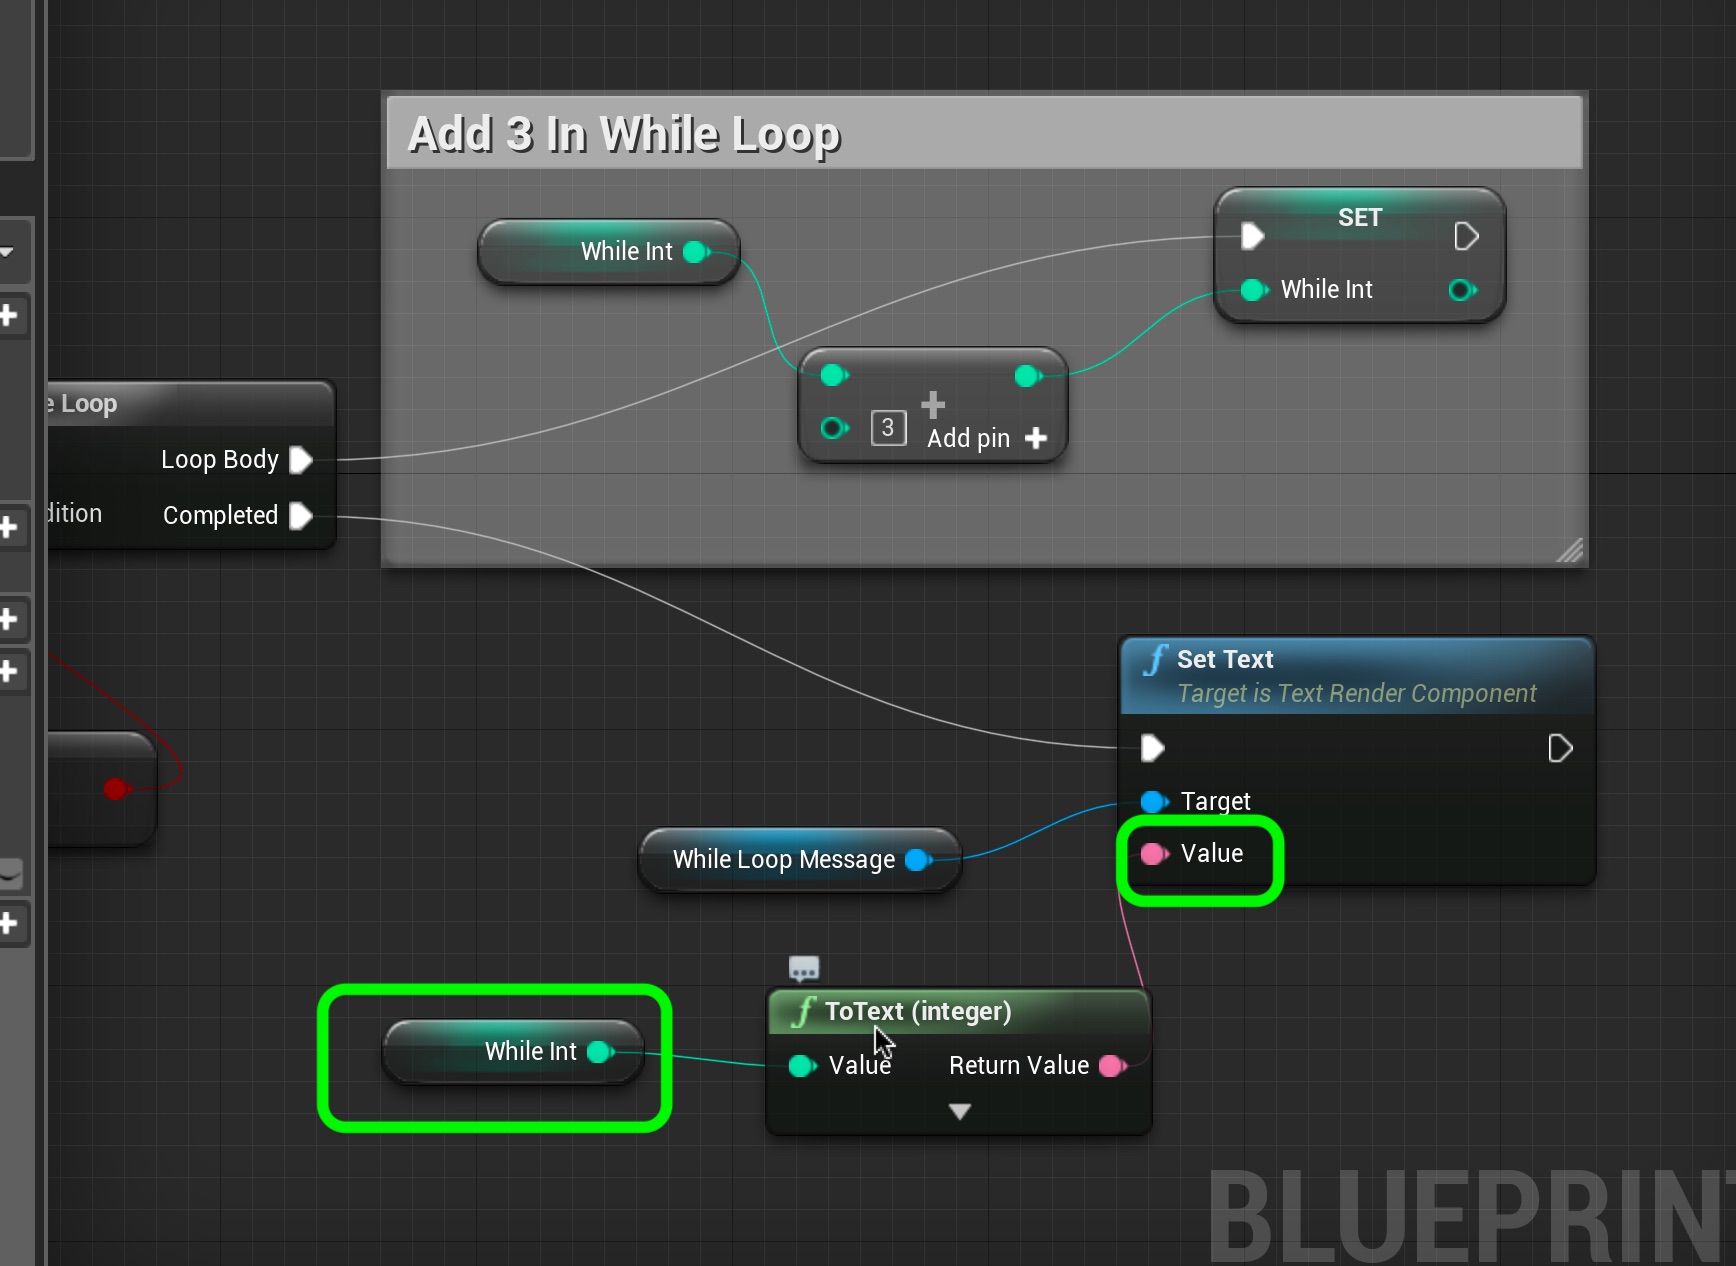 Add 3 In While Loop
While Int
SET
While Int
3
Add pin
e Loop
Loop Body
dition
Completed
Set Text
Target is Text Render Component
Target
Value
While Loop Message
ToText (integer)
While Int
Value
Return Value
BLUEPRINT